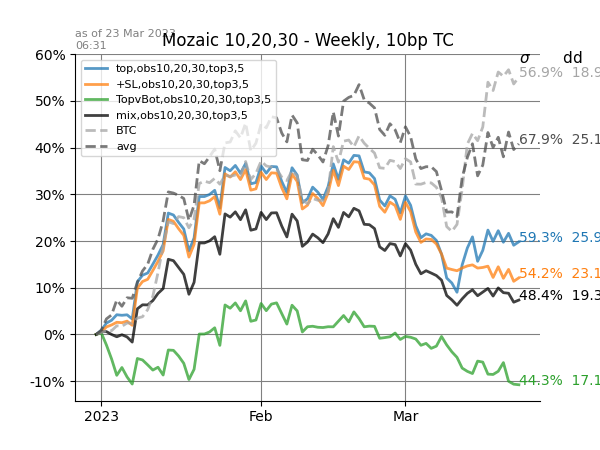 as of 23 Mar 2023
06:31
Mozaic 10,20,30 - Weekly, 10bp TC
σ dd
60%
50%
40%
30%
20%
10%
0%
-10%
top,obs10,20,30,top3,5
+SL,obs10,20,30,top3,5
TopvBot,obs10,20,30,top3,5
mix,obs10,20,30,top3,5
BTC
avg
56.9% 18.9
67.9% 25.1
59.3% 25.9
54.2% 23.1
48.4% 19.3
44.3% 17.1
2023 Feb Mar